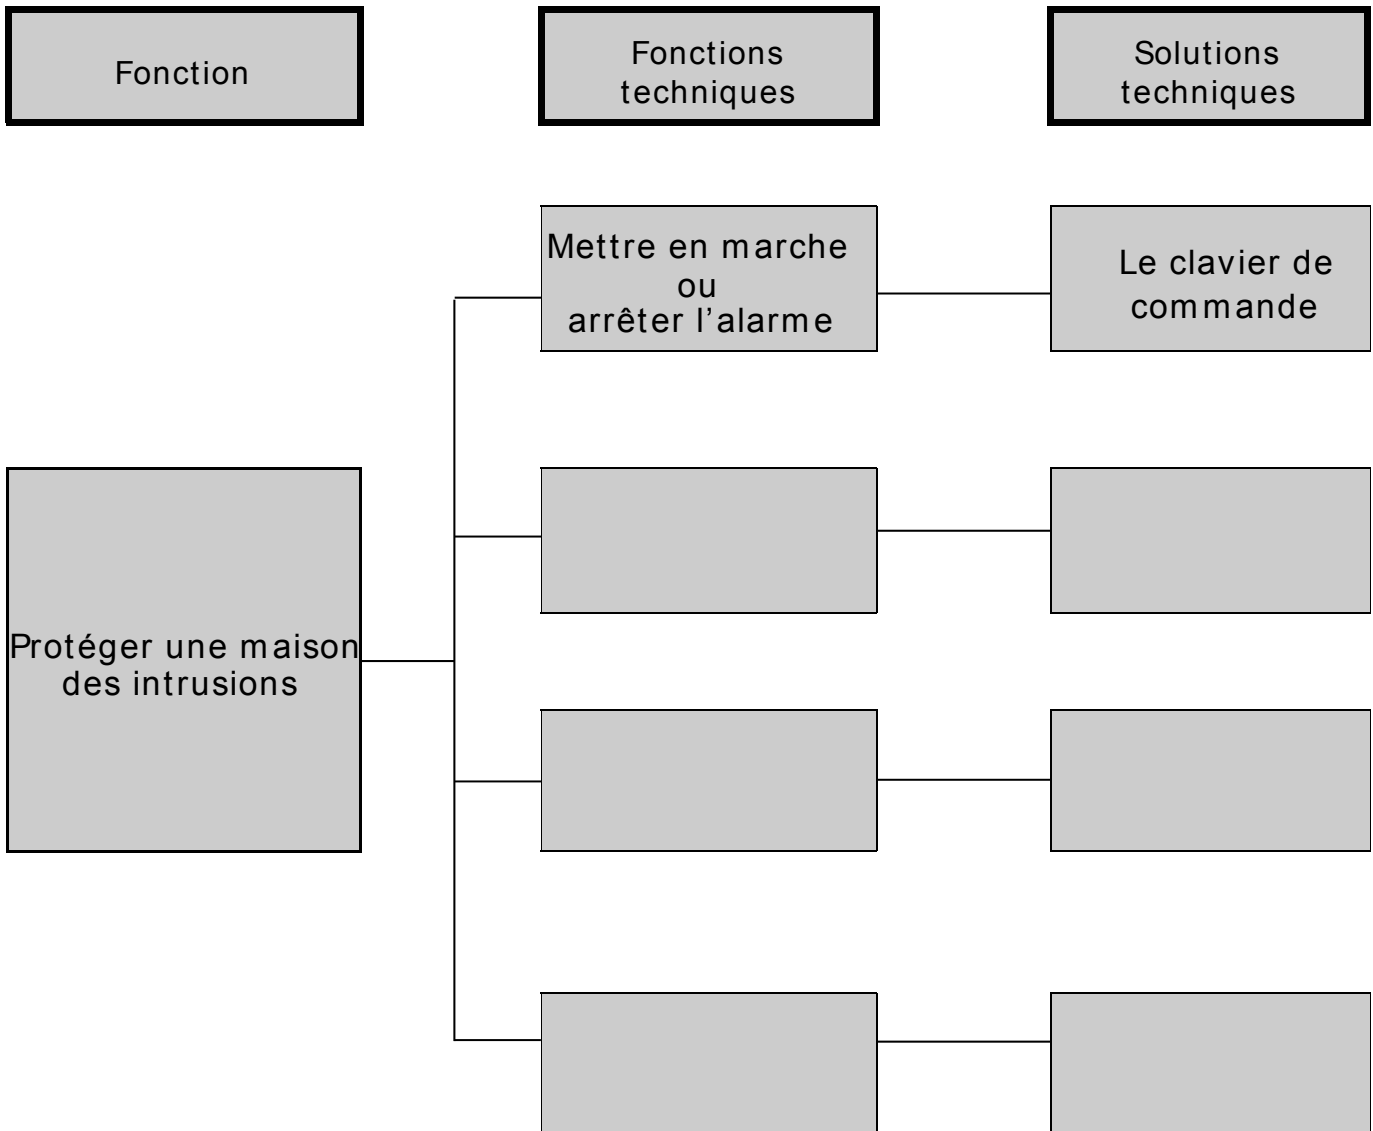 Fonction
Fonctions
techniques
Solutions
techniques
Mettre en marche
ou
arrêter l’alarme
Le clavier de
commande
Protéger une maison
des intrusions